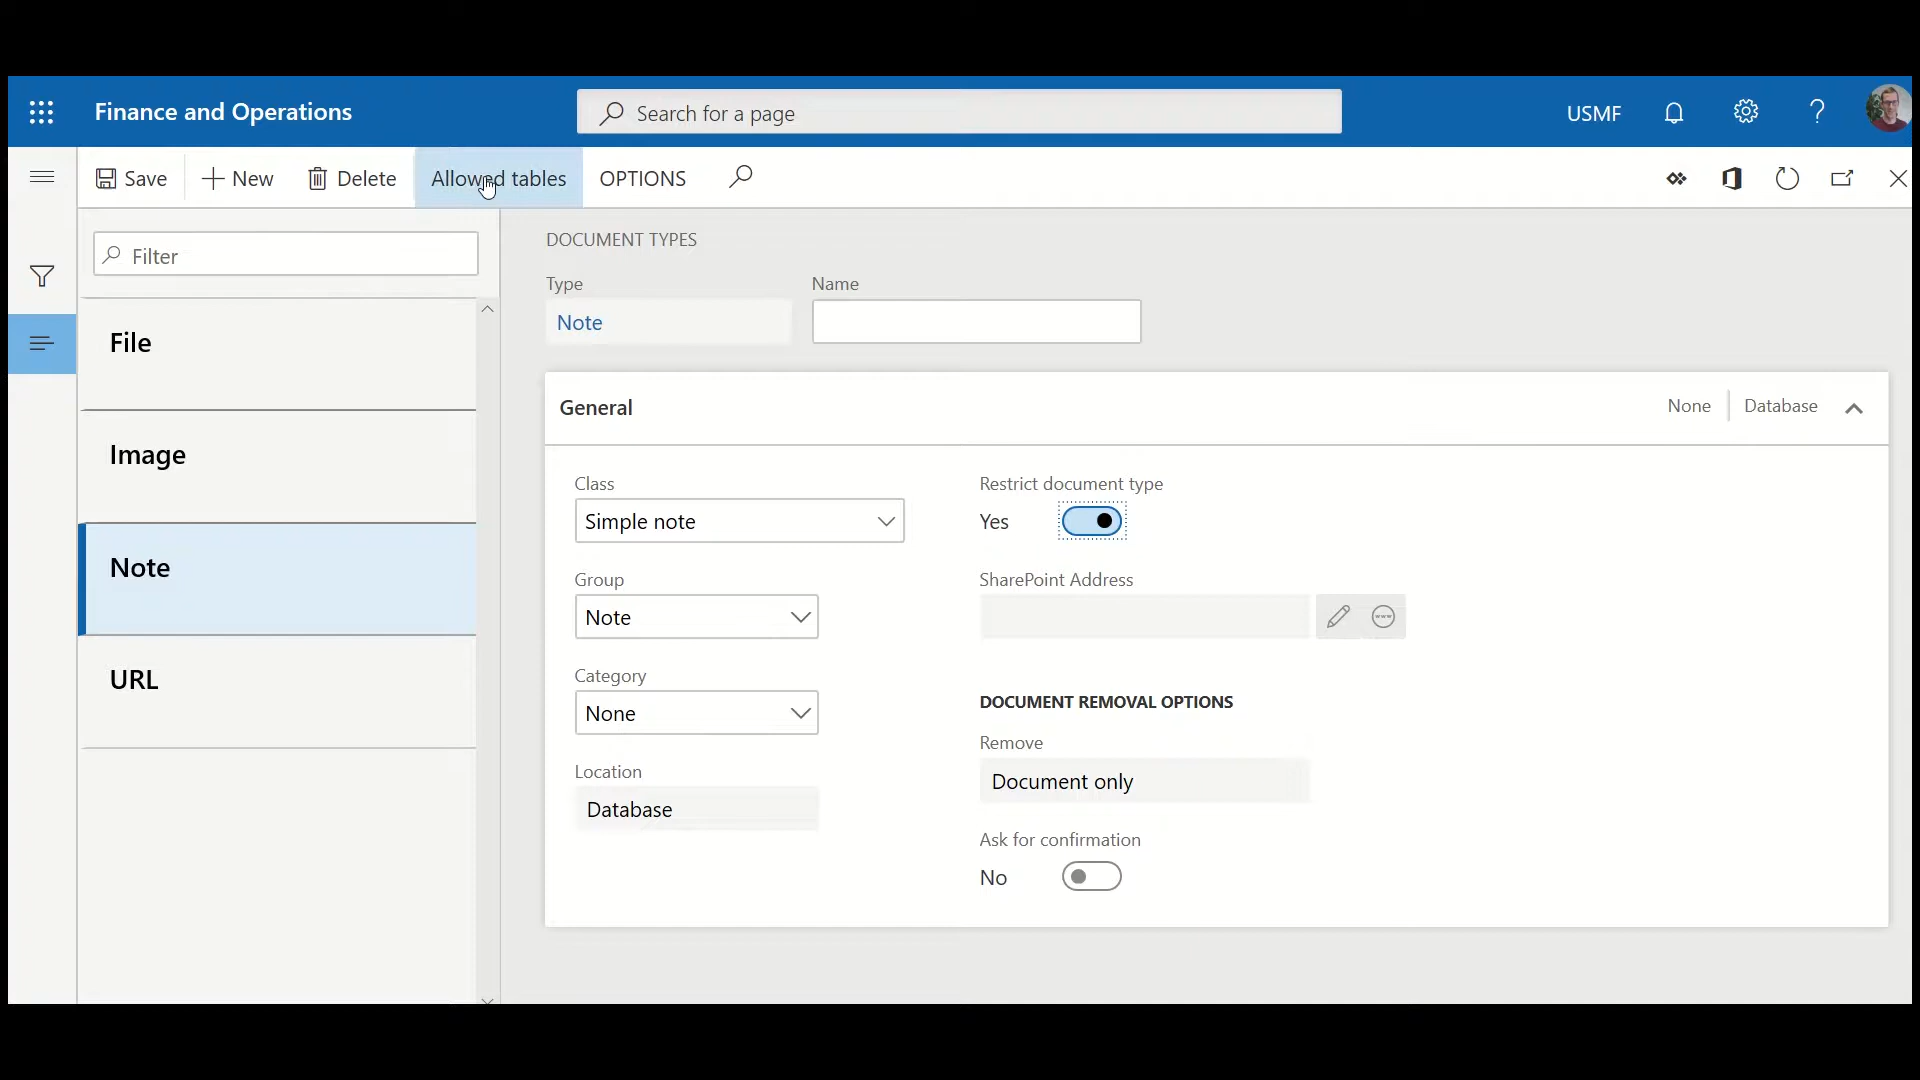 Finance and Operations
Search for a page
USMF
Save
New
Delete
Allowed tables
OPTIONS
Filter
File
Image
Note
URL
DOCUMENT TYPES
Type
Name
Note
General
None
Database
Class
Simple note
Group
Note
Category
None
Location
Database
Restrict document type
Yes
SharePoint Address
DOCUMENT REMOVAL OPTIONS
Remove
Document only
Ask for confirmation
No